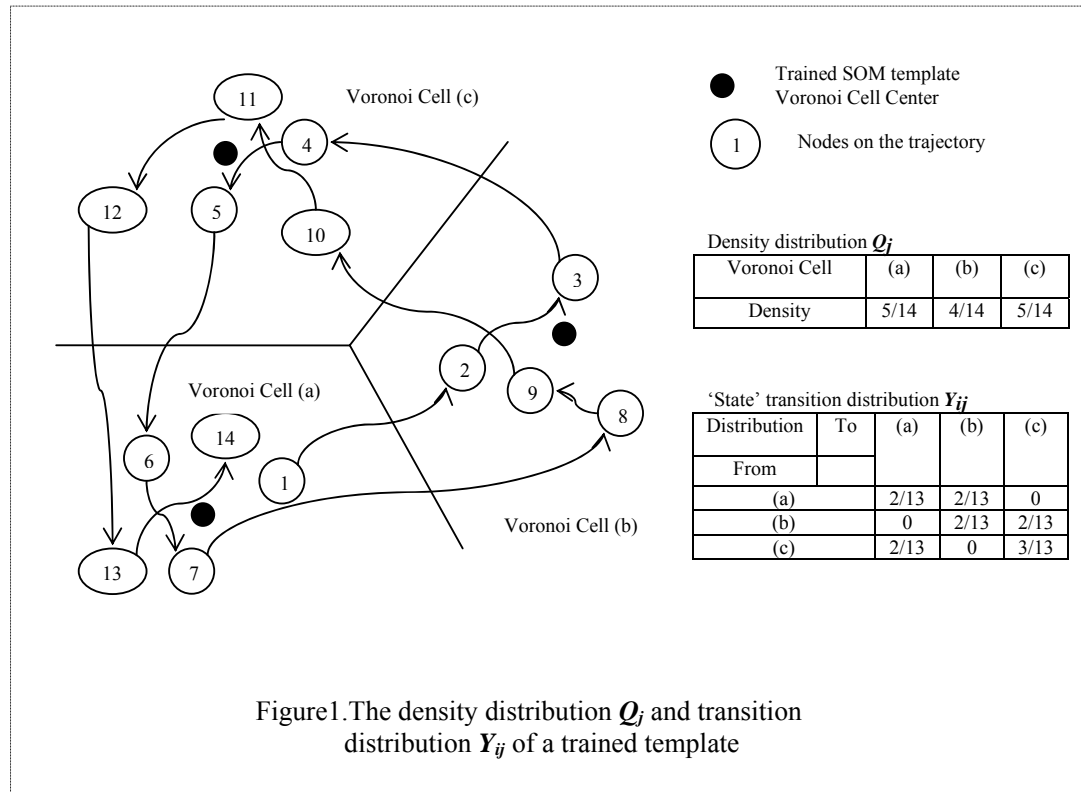 11
Voronoi Cell (c)
4
12
5
10
3
2
9
8
Voronoi Cell (a)
14
6
1
Voronoi Cell (b)
13
7
Trained SOM template
Voronoi Cell Center
1
Nodes on the trajectory
Density distribution Qj
Voronoi Cell (a) (b) (c)
Density 5/14 4/14 5/14
‘State’ transition distribution Yij
Distribution To (a) (b) (c)
From
(a) 2/13 2/13 0
(b) 0 2/13 2/13
(c) 2/13 0 3/13
Figure1.The density distribution Qj and transition
distribution Yij of a trained template